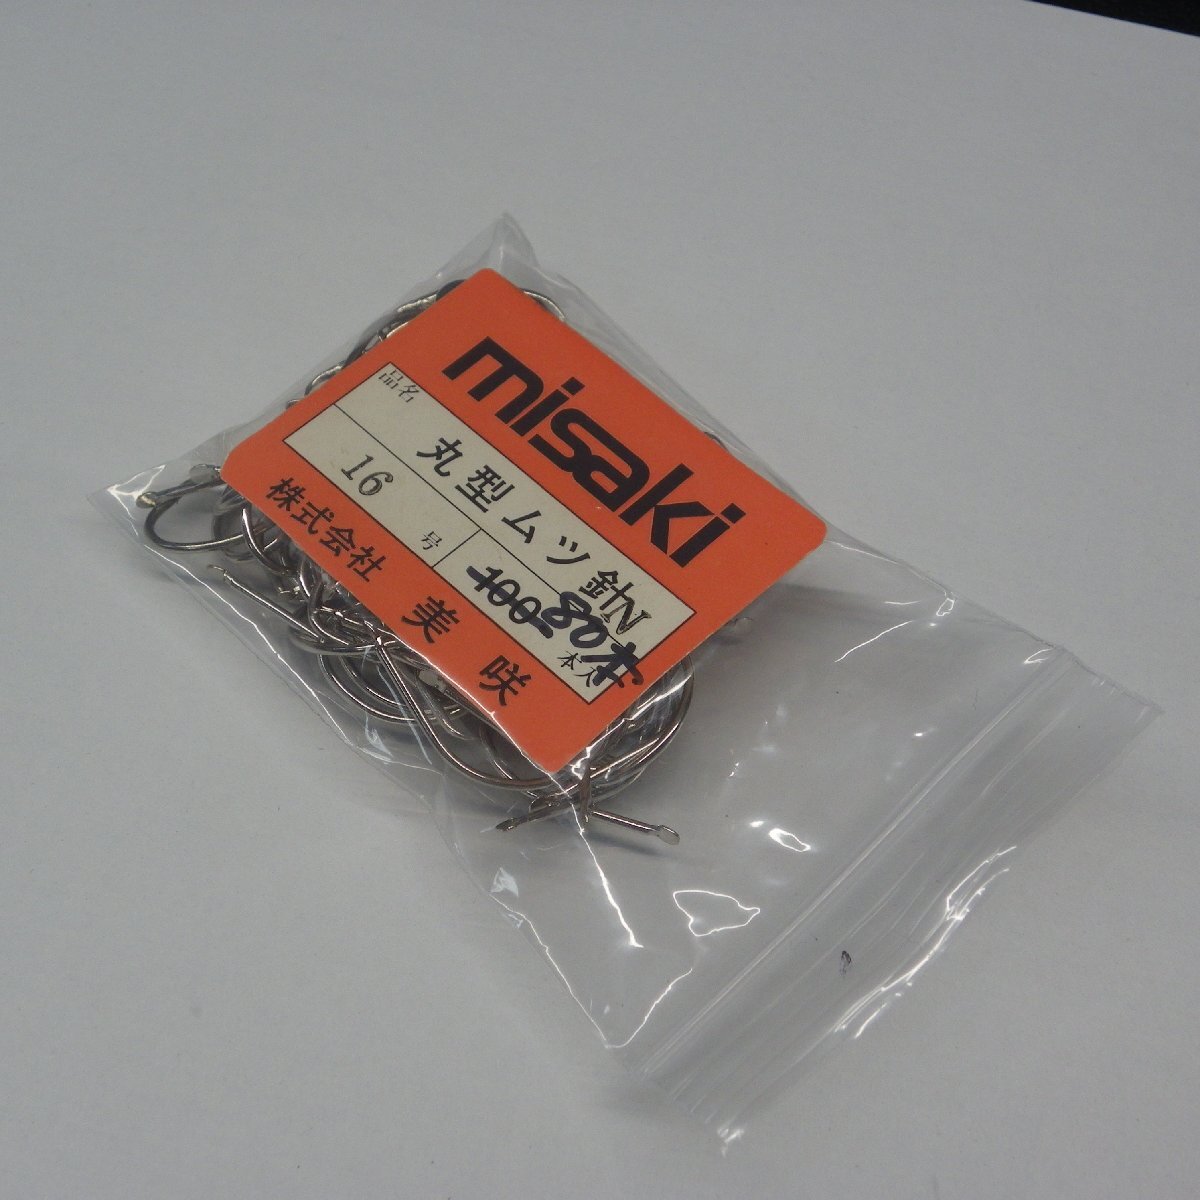 misaki
品名
丸型ムツ針N
16 号 100 80本
本入
株式会社 美咲